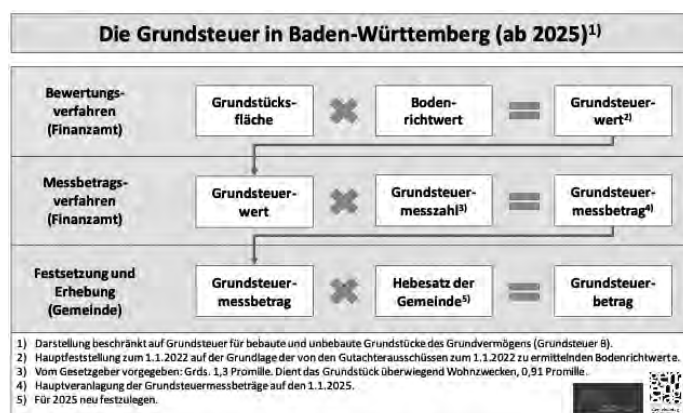 Die Grundsteuer in Baden-Württemberg (ab 2025)1)
Bewertungs-
verfahren
(Finanzamt)
Grundstücks-
fläche
Boden-
richtwert
Grundsteuer-
wert2)
Messbetrags-
verfahren
(Finanzamt)
Grundsteuer-
wert
Grundsteuer-
messzahl3)
Grundsteuer-
messbetrag4)
Festsetzung und
Erhebung
(Gemeinde)
Grundsteuer-
messbetrag
Hebesatz der
Gemeinde5)
Grundsteuer-
betrag
1) Darstellung beschränkt auf Grundsteuer für bebaute und unbebaute Grundstücke des Grundvermögens (Grundsteuer B).
2) Hauptfeststellung zum 1.1.2022 auf der Grundlage der von den Gutachterausschüssen zum 1.1.2022 zu ermittelnden Bodenrichtwerte.
3) Vom Gesetzgeber vorgegeben: Grds. 1,3 Promille. Dient das Grundstück überwiegend Wohnzwecken, 0,91 Promille.
4) Hauptveranlagung der Grundsteuermessbeträge auf den 1.1.2025.
5) Für 2025 neu festzulegen.